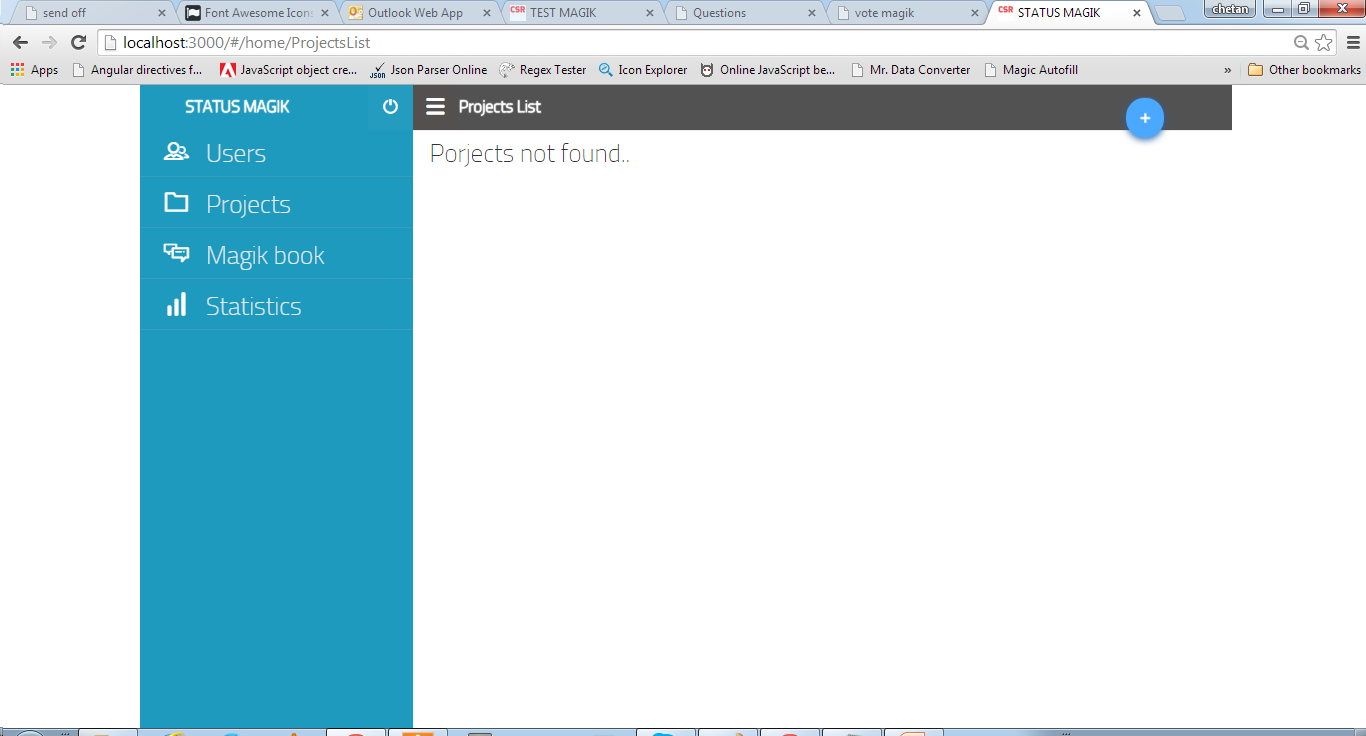 send off Font Awesome Icons Outlook Web App TEST MAGIK Questions vote magik STATUS MAGIK chetan
localhost:3000/#/home/ProjectsList
Apps Angular directives f... JavaScript object cre... Json Parser Online Regex Tester Icon Explorer Online JavaScript be... Mr. Data Converter Magic Autofill » Other bookmarks
STATUS MAGIK Projects List +
Users
Porjects not found..
Projects
Magik book
Statistics